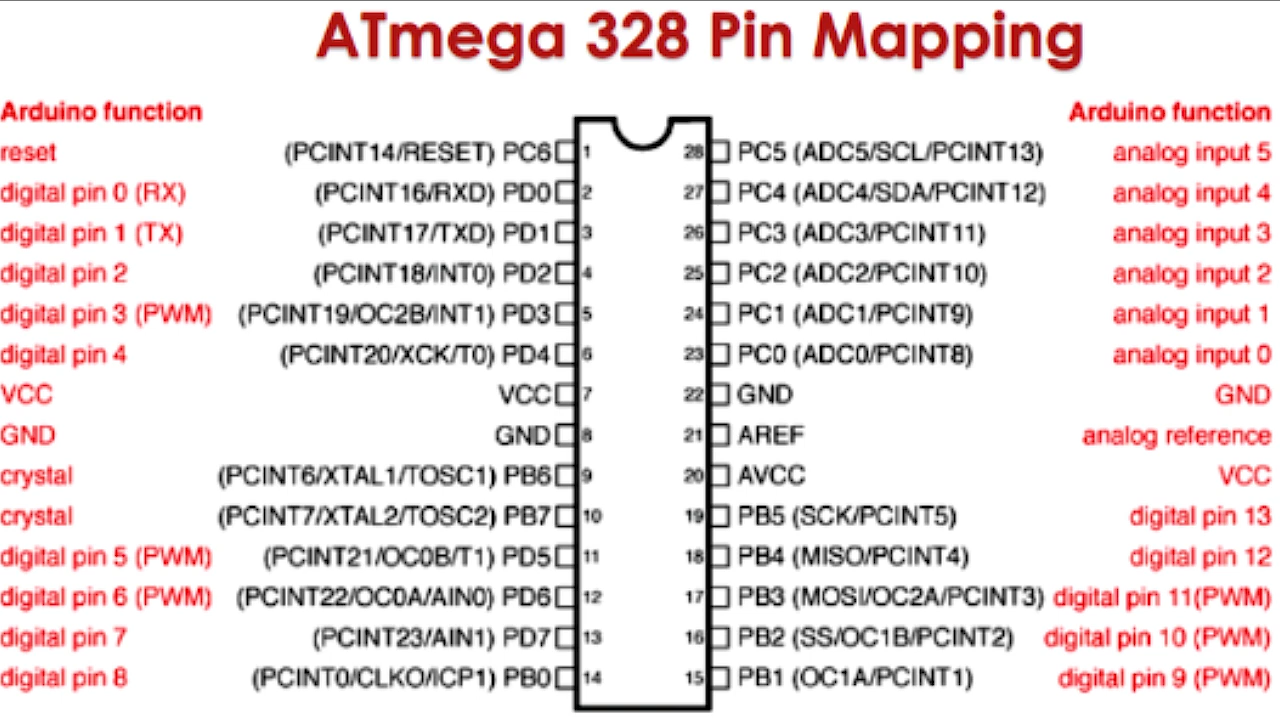 ATmega 328 Pin Mapping
Arduino function Arduino function
reset (PCINT14/RESET) PC6 1 28 PC5 (ADC5/SCL/PCINT13) analog input 5
digital pin 0 (RX) (PCINT16/RXD) PD0 2 27 PC4 (ADC4/SDA/PCINT12) analog input 4
digital pin 1 (TX) (PCINT17/TXD) PD1 3 26 PC3 (ADC3/PCINT11) analog input 3
digital pin 2 (PCINT18/INT0) PD2 4 25 PC2 (ADC2/PCINT10) analog input 2
digital pin 3 (PWM) (PCINT19/OC2B/INT1) PD3 5 24 PC1 (ADC1/PCINT9) analog input 1
digital pin 4 (PCINT20/XCK/T0) PD4 6 23 PC0 (ADC0/PCINT8) analog input 0
VCC VCC 7 22 GND GND
GND GND 8 21 AREF analog reference
crystal (PCINT6/XTAL1/TOSC1) PB6 9 20 AVCC VCC
crystal (PCINT7/XTAL2/TOSC2) PB7 10 19 PB5 (SCK/PCINT5) digital pin 13
digital pin 5 (PWM) (PCINT21/OC0B/T1) PD5 11 18 PB4 (MISO/PCINT4) digital pin 12
digital pin 6 (PWM) (PCINT22/OC0A/AIN0) PD6 12 17 PB3 (MOSI/OC2A/PCINT3) digital pin 11(PWM)
digital pin 7 (PCINT23/AIN1) PD7 13 16 PB2 (SS/OC1B/PCINT2) digital pin 10 (PWM)
digital pin 8 (PCINT0/CLKO/ICP1) PB0 14 15 PB1 (OC1A/PCINT1) digital pin 9 (PWM)